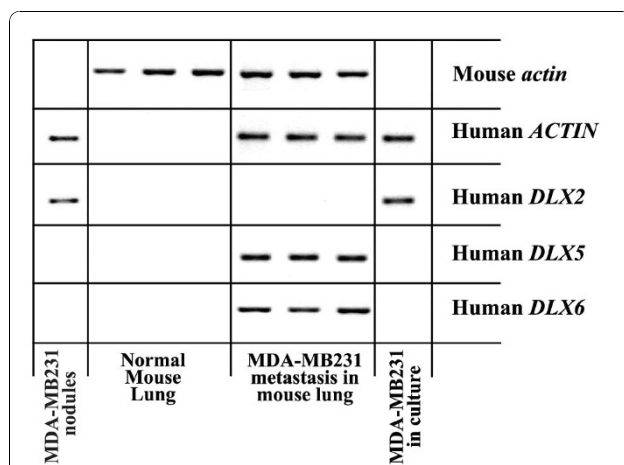 Mouse actin
Human ACTIN
Human DLX2
Human DLX5
Human DLX6
MDA-MB231
nodules
Normal
Mouse
Lung
MDA-MB231
metastasis in
mouse lung
MDA-MB231
in culture